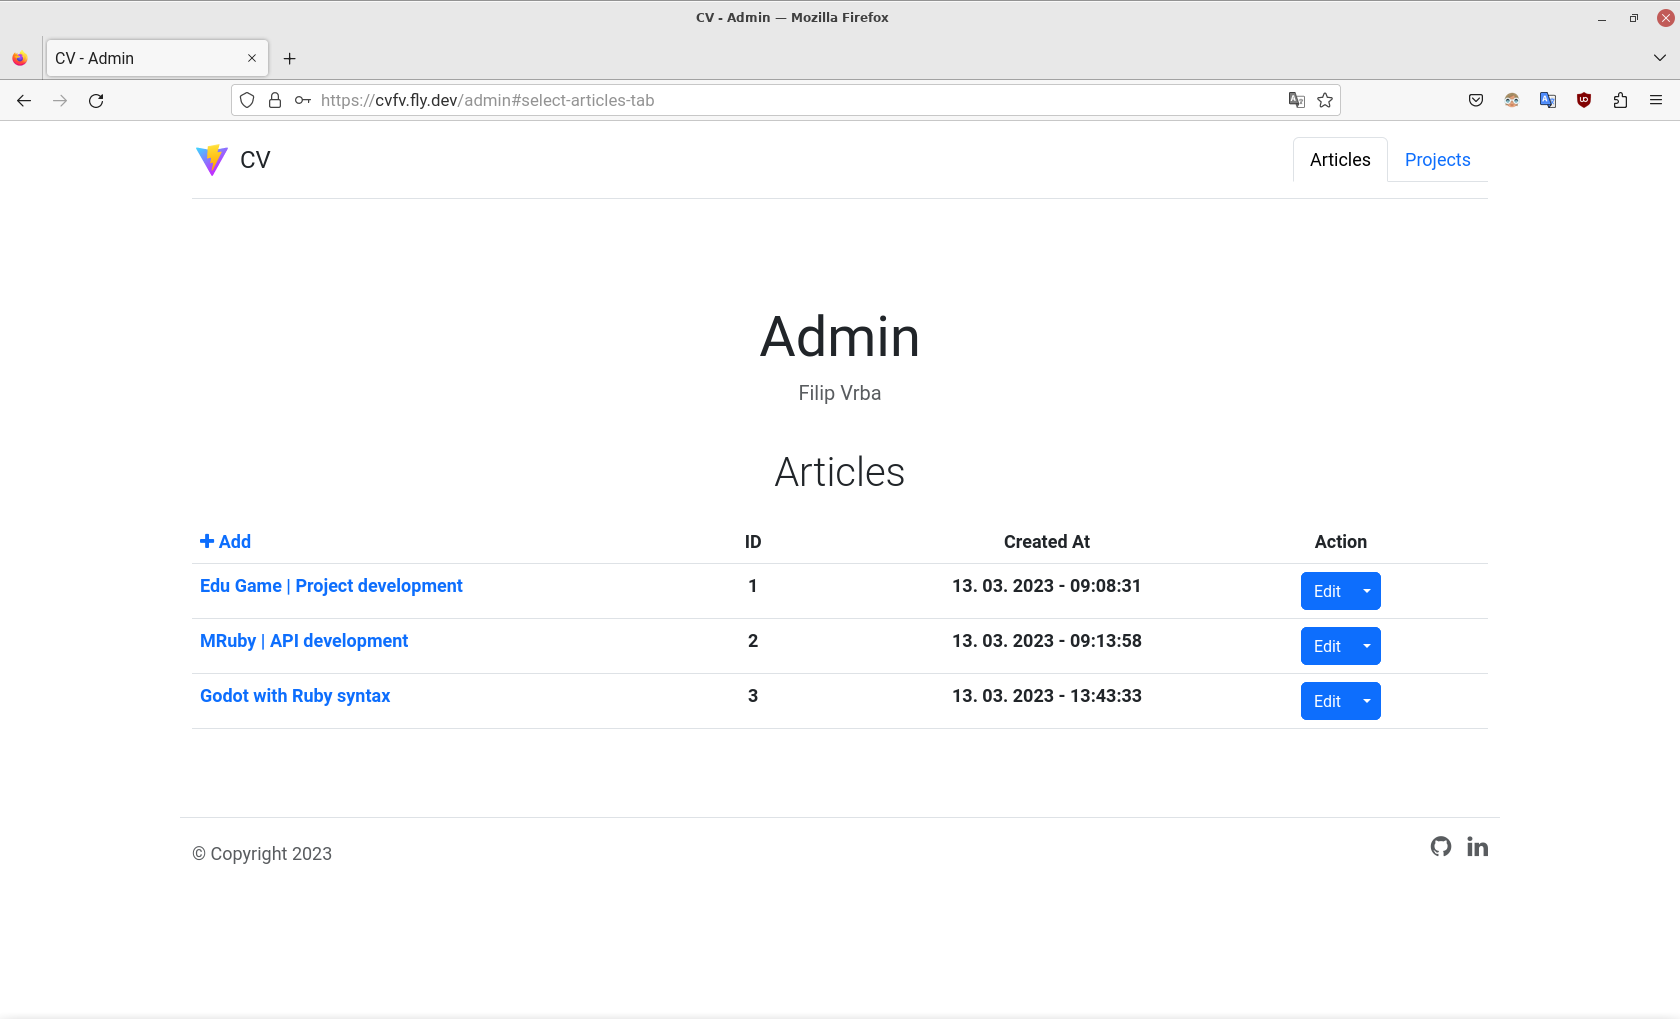 CV - Admin — Mozilla Firefox
CV - Admin
https://cvfv.fly.dev/admin#select-articles-tab
CV
Articles Projects
Admin
Filip Vrba
Articles
Add ID Created At Action
Edu Game | Project development 1 13. 03. 2023 - 09:08:31 Edit
MRuby | API development 2 13. 03. 2023 - 09:13:58 Edit
Godot with Ruby syntax 3 13. 03. 2023 - 13:43:33 Edit
© Copyright 2023